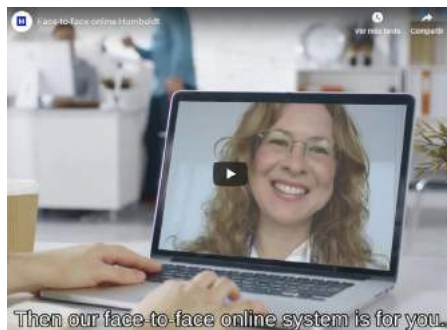 H
Face-to-face online Humboldt
Ver más tarde
Compartir
Then our face-to-face online system is for you.